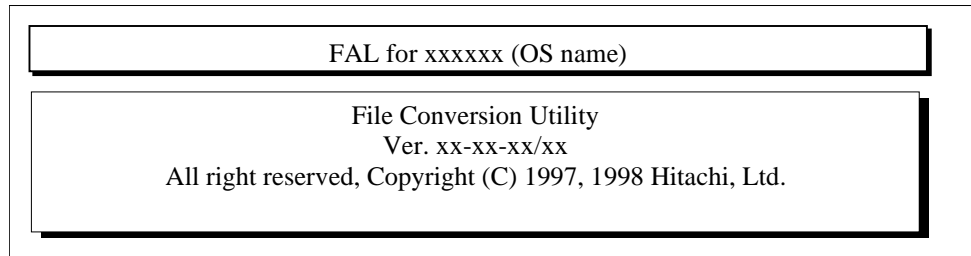 FAL for xxxxxx (OS name)
File Conversion Utility
Ver. xx-xx-xx/xx
All right reserved, Copyright (C) 1997, 1998 Hitachi, Ltd.